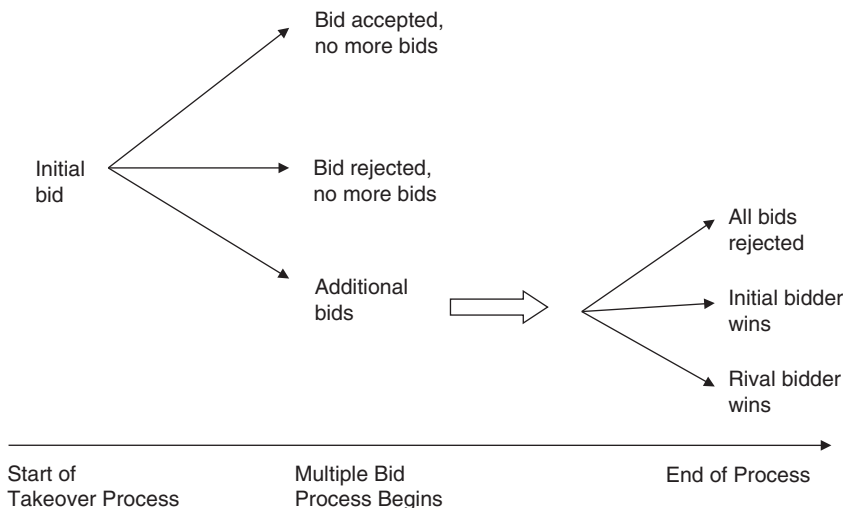 Bid accepted,
no more bids
Initial
bid
Bid rejected,
no more bids
Additional
bids
All bids
rejected
Initial bidder
wins
Rival bidder
wins
Start of
Takeover Process
Multiple Bid
Process Begins
End of Process